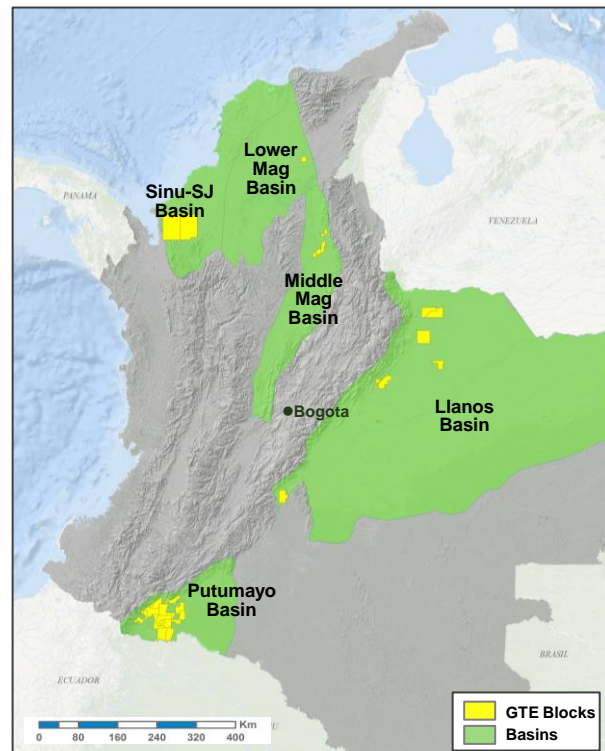 Lower
Mag
Basin
Sinu-SJ
Basin
PANAMA
VENEZUELA
Middle
Mag
Basin
Llanos
Basin
Bogota
Putumayo
Basin
ECUADOR
BRASIL
Km
0 80 160 240 320 400
GTE Blocks
Basins